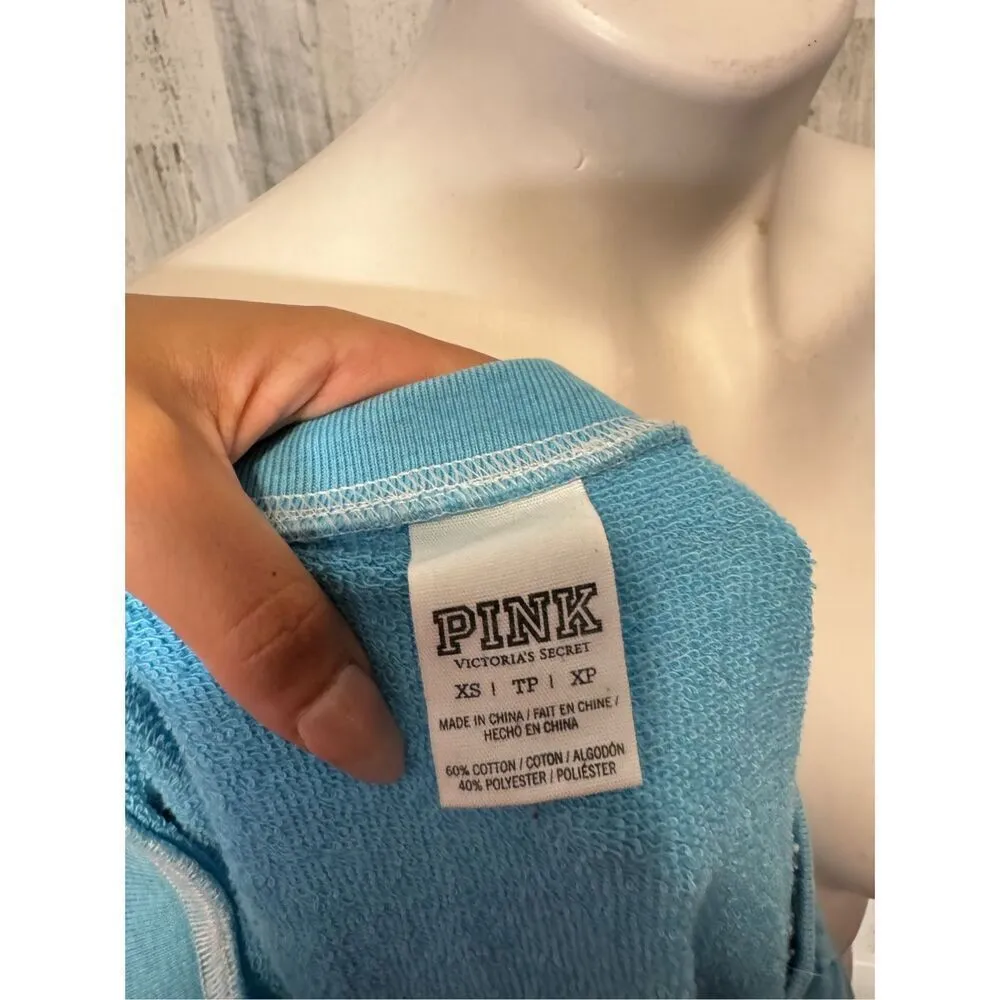 PINK
VICTORIA'S SECRET
XS | TP | XP
MADE IN CHINA / FAIT EN CHINE /
HECHO EN CHINA
60% COTTON / COTON / ALGODÓN
40% POLYESTER / POLIÉSTER